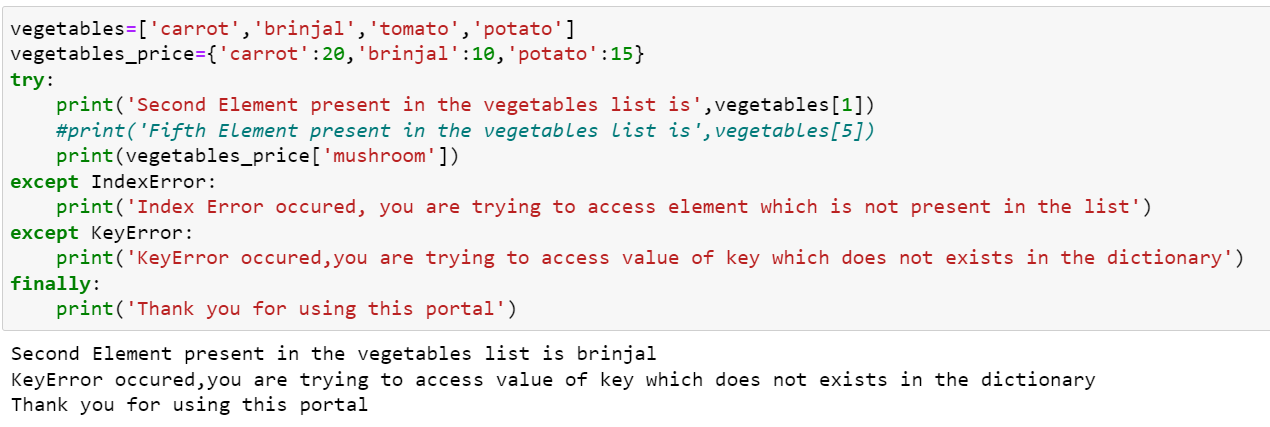 vegetables=['carrot','brinjal','tomato','potato']
vegetables_price={'carrot':20,'brinjal':10,'potato':15}
try:
    print('Second Element present in the vegetables list is',vegetables[1])
    #print('Fifth Element present in the vegetables list is',vegetables[5])
    print(vegetables_price['mushroom'])
except IndexError:
    print('Index Error occured, you are trying to access element which is not present in the list')
except KeyError:
    print('KeyError occured,you are trying to access value of key which does not exists in the dictionary')
finally:
    print('Thank you for using this portal')
Second Element present in the vegetables list is brinjal
KeyError occured,you are trying to access value of key which does not exists in the dictionary
Thank you for using this portal